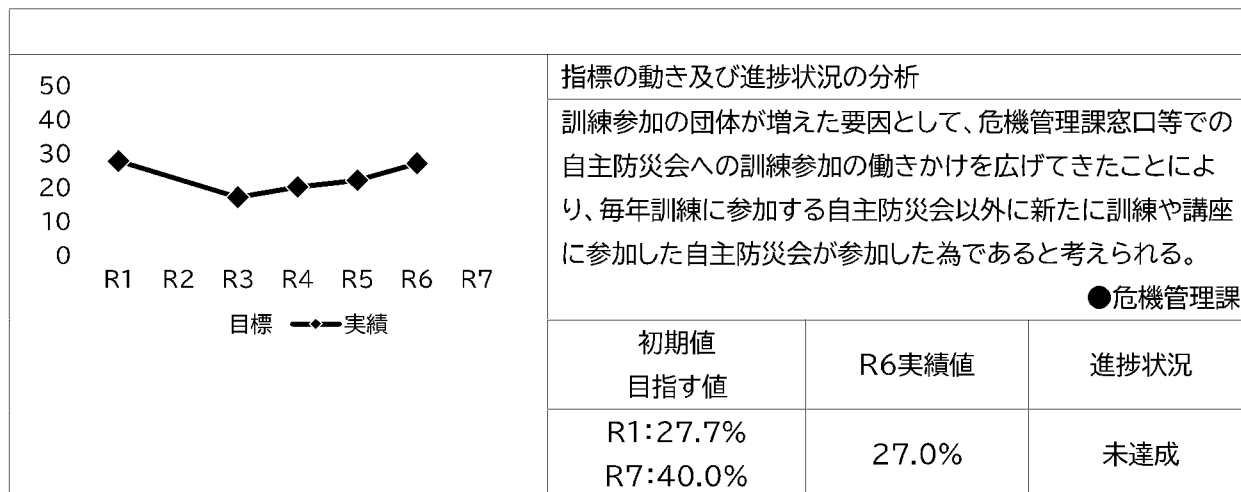 50
40
30
20
10
0
R1 R2 R3 R4 R5 R6 R7
目標 実績
指標の動き及び進捗状況の分析
訓練参加の団体が増えた要因として、危機管理課窓口等での
自主防災会への訓練参加の働きかけを広げてきたことによ
り、毎年訓練に参加する自主防災会以外に新たに訓練や講座
に参加した自主防災会が参加した為であると考えられる。
●危機管理課
初期値
目指す値
R6実績値
進捗状況
R1:27.7%
R7:40.0%
27.0%
未達成